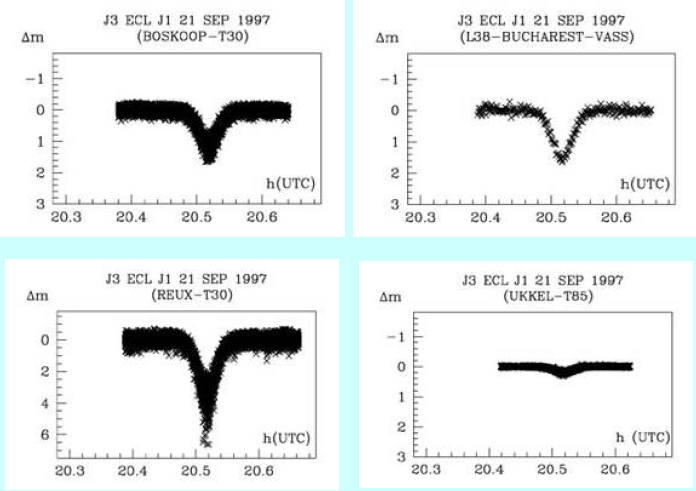 J3 ECL J1 21 SEP 1997
(BOSKOOP-T30)
Δm
-1
0
1
2
3
h(UTC)
20.3 20.4 20.5 20.6
J3 ECL J1 21 SEP 1997
(L38-BUCHAREST-VASS)
Δm
-1
0
1
2
3
h(UTC)
20.3 20.4 20.5 20.6
J3 ECL J1 21 SEP 1997
(REUX-T30)
Δm
0
2
4
6
h(UTC)
20.3 20.4 20.5 20.6
J3 ECL J1 21 SEP 1997
(UKKEL-T85)
Δm
-1
0
1
2
3
h (UTC)
20.3 20.4 20.5 20.6